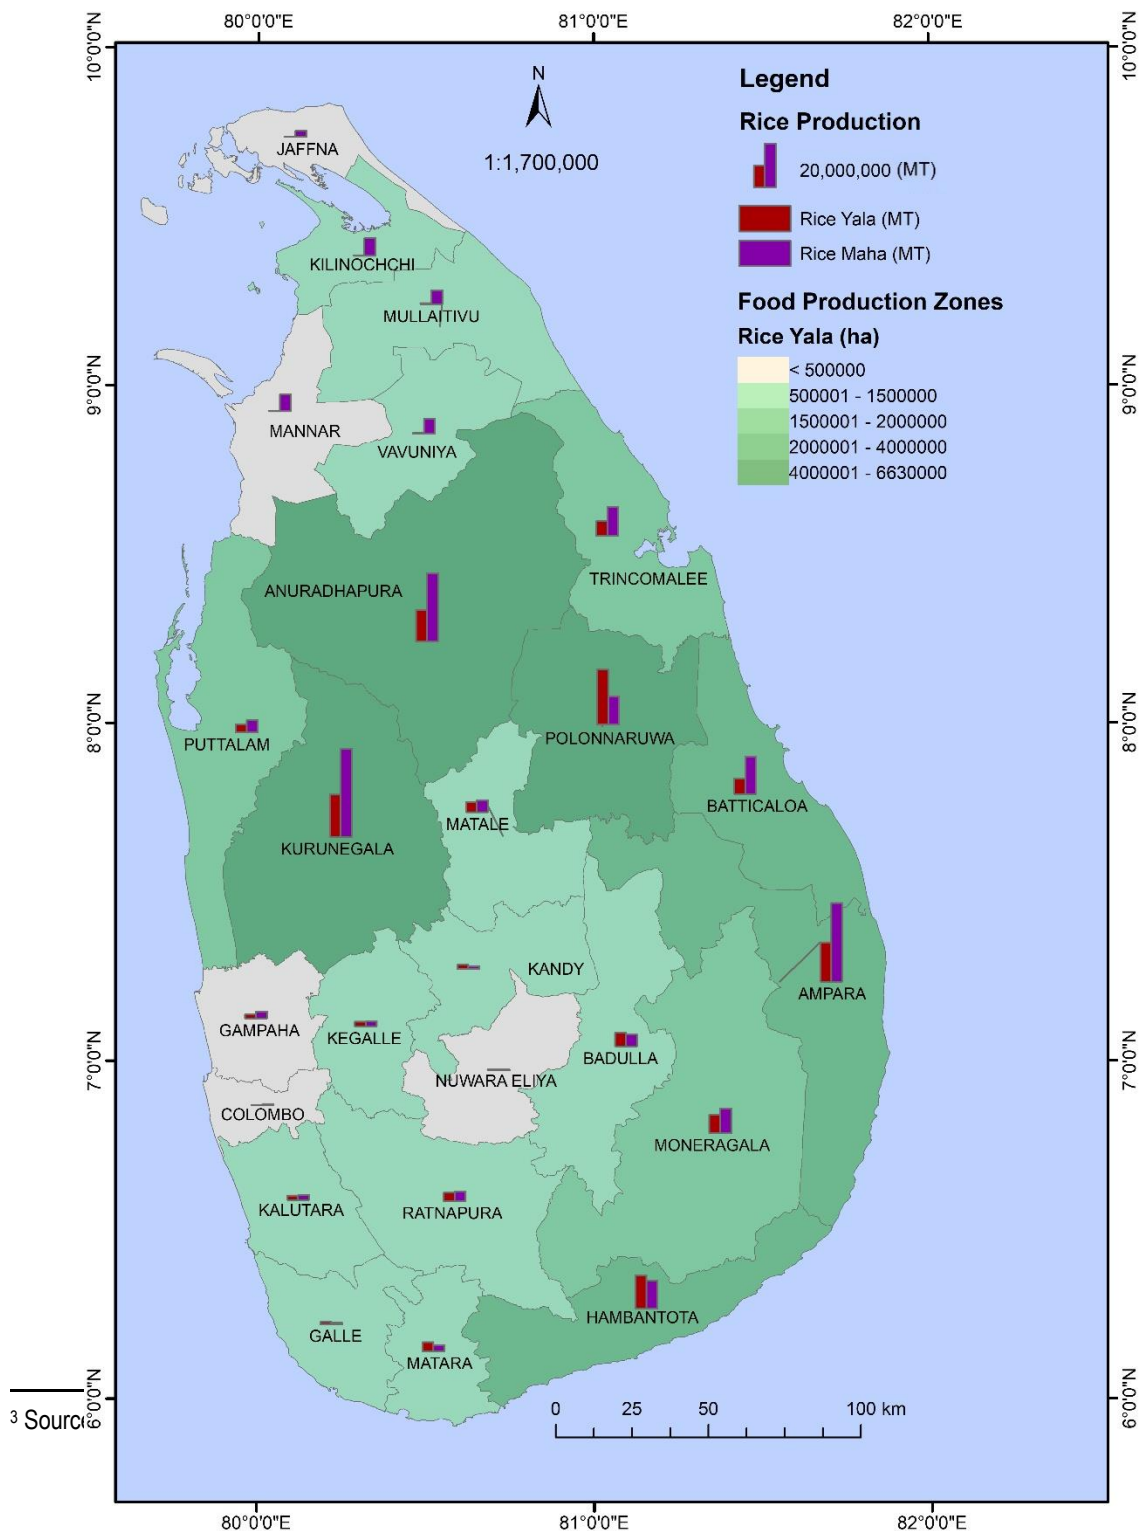 80°0'0"E 81°0'0"E 82°0'0"E
10°0'0"N
10°0'0"N
N
1:1,700,000
Legend
Rice Production
20,000,000 (MT)
Rice Yala (MT)
Rice Maha (MT)
Food Production Zones
Rice Yala (ha)
< 500000
500001 - 1500000
1500001 - 2000000
2000001 - 4000000
4000001 - 6630000
JAFFNA
KILINOCHCHI
MULLAITIVU
9°0'0"N
9°0'0"N
MANNAR
VAVUNIYA
TRINCOMALEE
ANURADHAPURA
8°0'0"N
8°0'0"N
PUTTALAM
POLONNARUWA
BATTICALOA
MATALE
KURUNEGALA
KANDY
AMPARA
GAMPAHA
KEGALLE
BADULLA
7°0'0"N
7°0'0"N
NUWARA ELIYA
COLOMBO
MONERAGALA
KALUTARA
RATNAPURA
HAMBANTOTA
GALLE
MATARA
6°0'0"N
6°0'0"N
0 25 50 100 km
3 Source
80°0'0"E 81°0'0"E 82°0'0"E